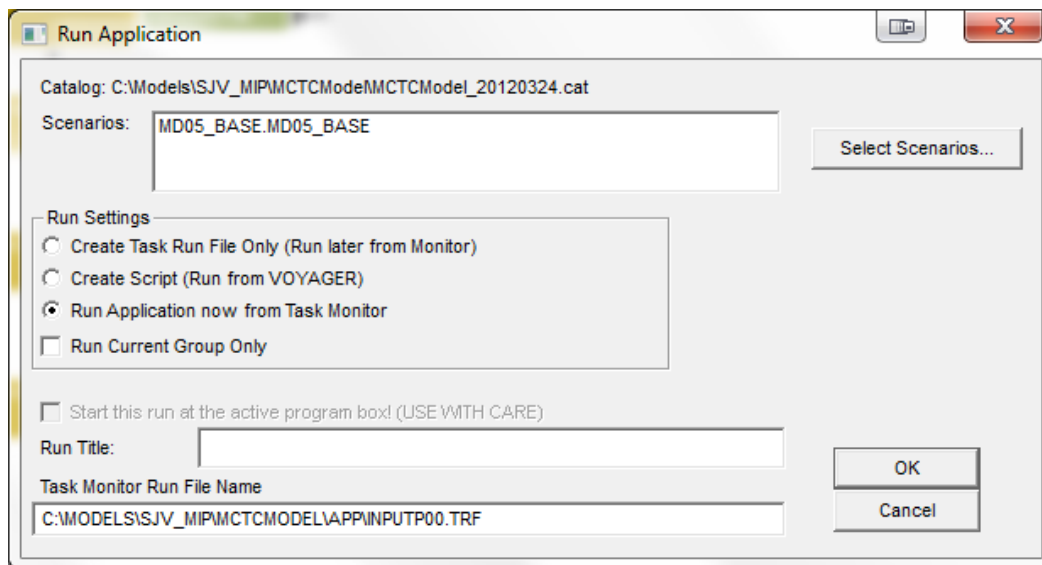 Run Application
Catalog: C:\Models\SJV_MIP\MCTCModel\MCTCModel_20120324.cat
Scenarios:
MD05_BASE.MD05_BASE
Select Scenarios...
Run Settings
Create Task Run File Only (Run later from Monitor)
Create Script (Run from VOYAGER)
Run Application now from Task Monitor
Run Current Group Only
Start this run at the active program box! (USE WITH CARE)
Run Title:
OK
Task Monitor Run File Name
Cancel
C:\MODELS\SJV_MIP\MCTCMODEL\APP\INPUTP00.TRF